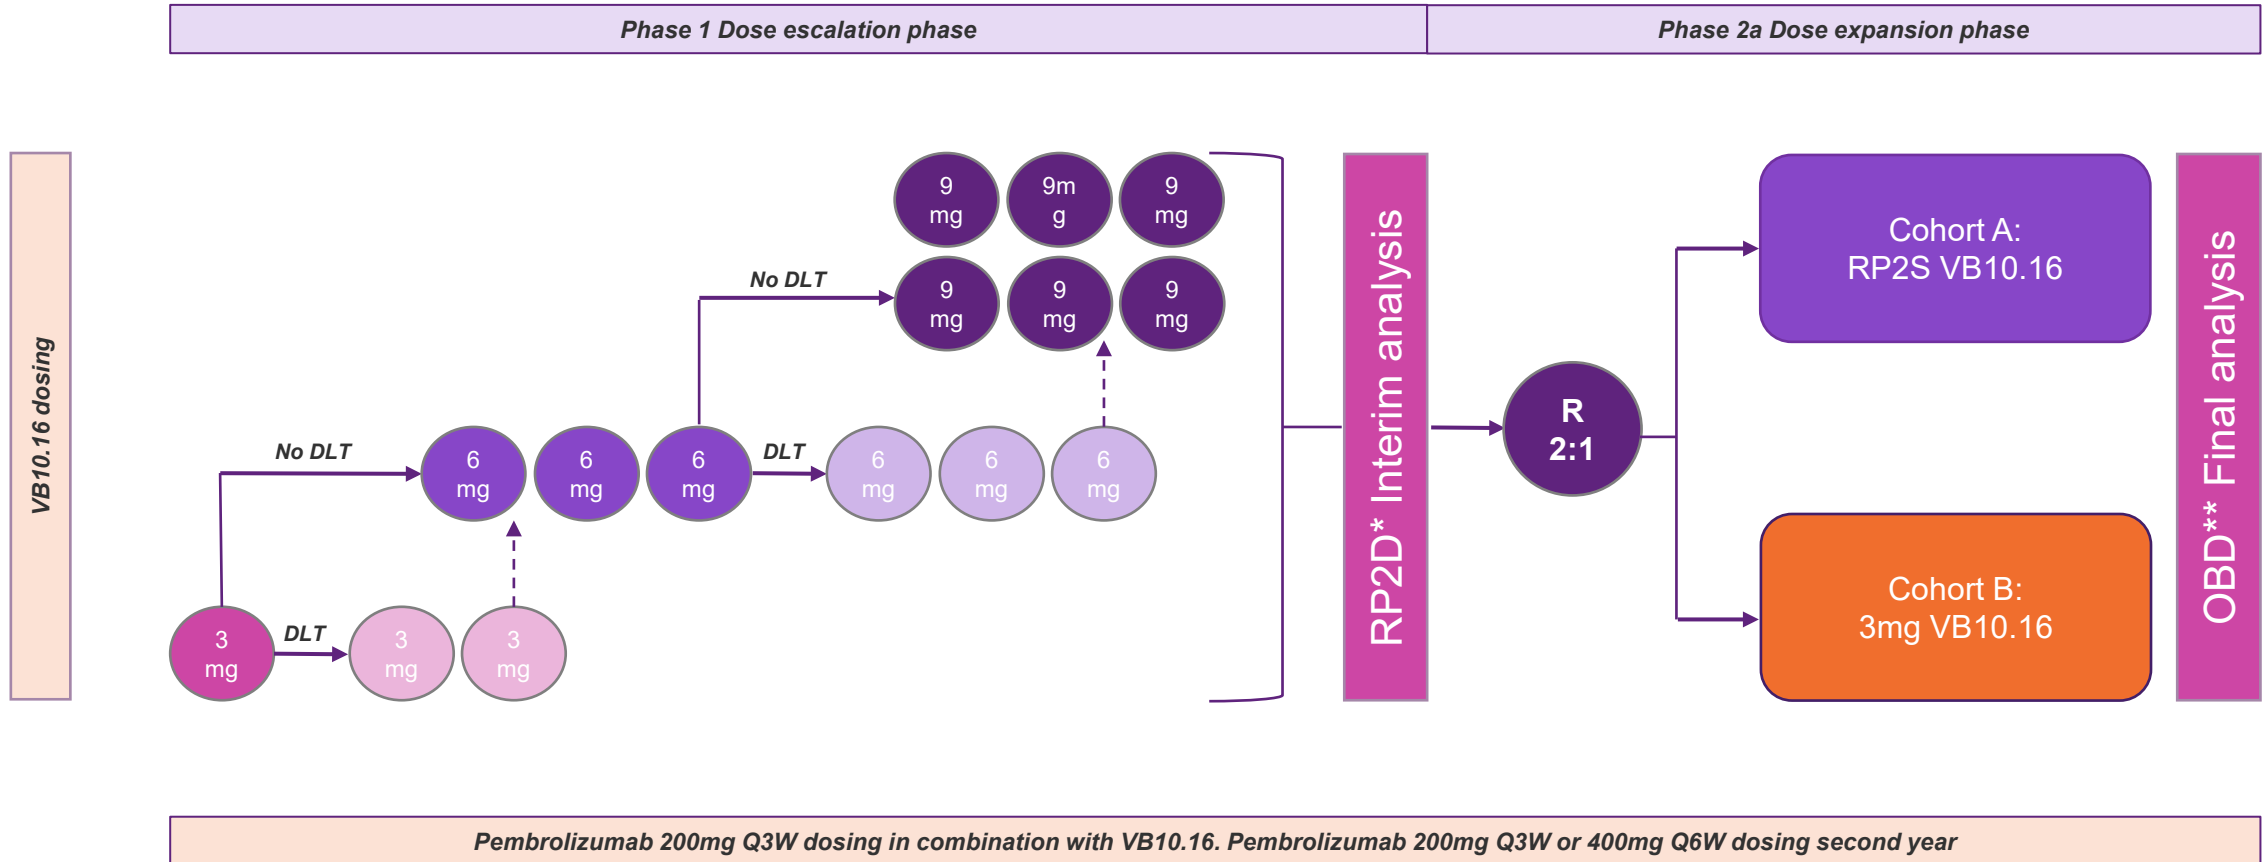 Phase 1 Dose escalation phase
Phase 2a Dose expansion phase
VB10.16 dosing
9
mg
9m
g
9
mg
No DLT
9
mg
9
mg
9
mg
No DLT
6
mg
6
mg
6
mg
DLT
6
mg
6
mg
6
mg
3
mg
DLT
3
mg
3
mg
RP2D* Interim analysis
R
2:1
Cohort A:
RP2S VB10.16
Cohort B:
3mg VB10.16
OBD** Final analysis
Pembrolizumab 200mg Q3W dosing in combination with VB10.16. Pembrolizumab 200mg Q3W or 400mg Q6W dosing second year